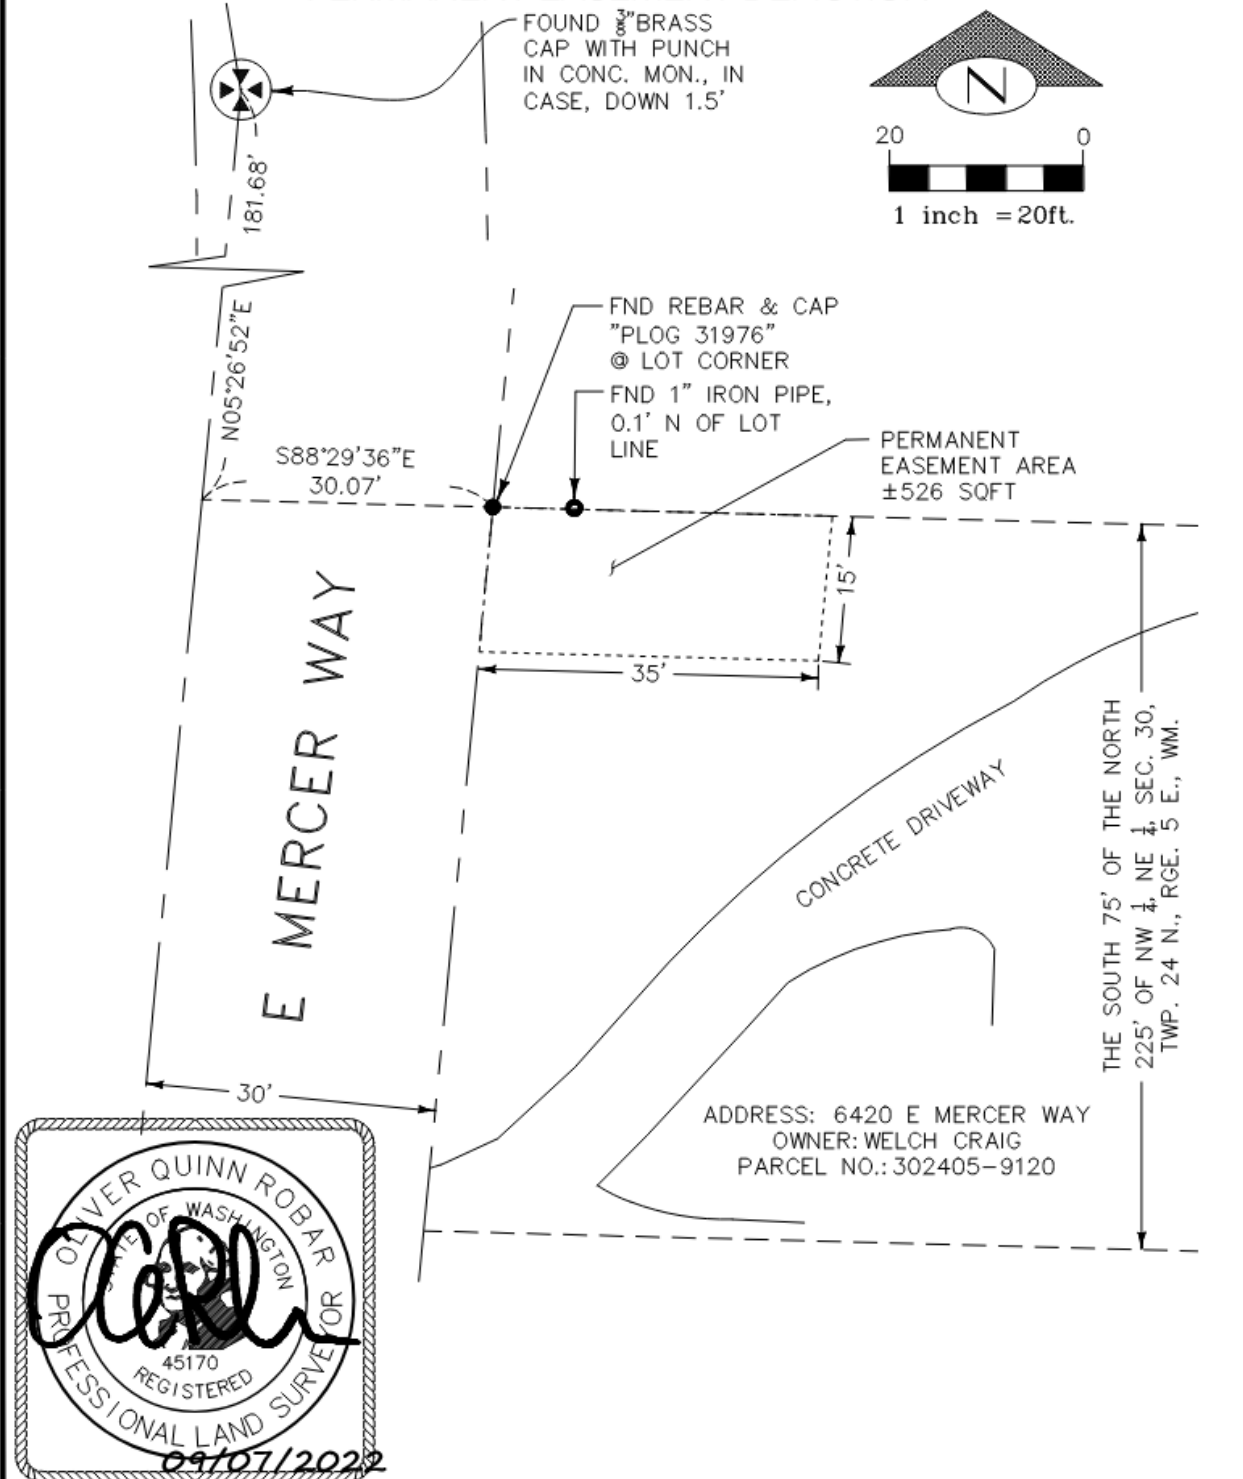 FOUND 3/8" BRASS
CAP WITH PUNCH
IN CONC. MON., IN
CASE, DOWN 1.5'
N
20 0
1 inch = 20ft.
181.68'
N05°26'52"E
FND REBAR & CAP
"PLOG 31976"
@ LOT CORNER
FND 1" IRON PIPE,
0.1' N OF LOT
LINE
PERMANENT
EASEMENT AREA
±526 SQFT
S88°29'36"E
30.07'
15'
35'
E MERCER WAY
CONCRETE DRIVEWAY
THE SOUTH 75' OF THE NORTH
225' OF NW 1/4, NE 1/4, SEC. 30,
TWP. 24 N., RGE. 5 E., WM.
30'
ADDRESS: 6420 E MERCER WAY
OWNER: WELCH CRAIG
PARCEL NO.: 302405-9120
OLIVER QUINN ROBAR
STATE OF WASHINGTON
45170
REGISTERED
PROFESSIONAL LAND SURVEYOR
09/07/2022